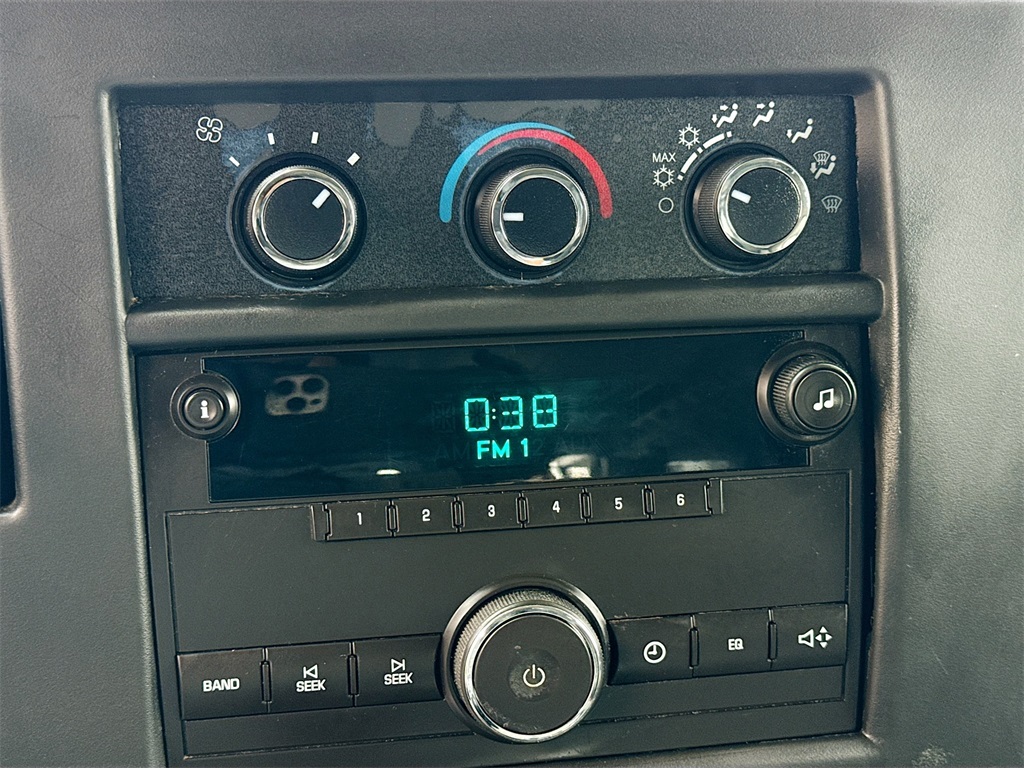 MAX
i
0:38
FM 1
1 2 3 4 5 6
BAND
SEEK
SEEK
EQ